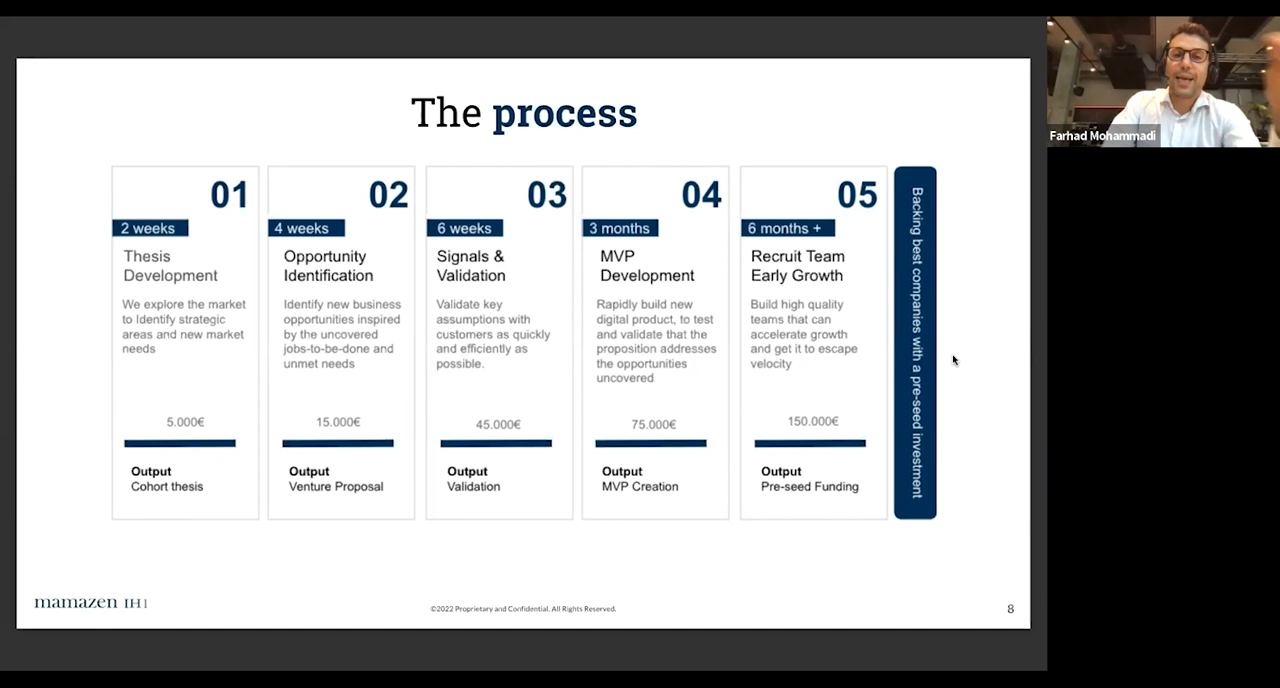 Farhad Mohammadi
The process
01
2 weeks
Thesis
Development
We explore the market
to Identify strategic
areas and new market
needs
5.000€
Output
Cohort thesis
02
4 weeks
Opportunity
Identification
Identify new business
opportunities inspired
by the uncovered
jobs-to-be-done and
unmet needs
15.000€
Output
Venture Proposal
03
6 weeks
Signals &
Validation
Validate key
assumptions with
customers as quickly
and efficiently as
possible.
45.000€
Output
Validation
04
3 months
MVP
Development
Rapidly build new
digital product, to test
and validate that the
proposition addresses
the opportunities
uncovered
75.000€
Output
MVP Creation
05
6 months +
Recruit Team
Early Growth
Build high quality
teams that can
accelerate growth
and get it to escape
velocity
150.000€
Output
Pre-seed Funding
Backing best companies with a pre-seed investment
mamazen
©2022 Proprietary and Confidential. All Rights Reserved.
8